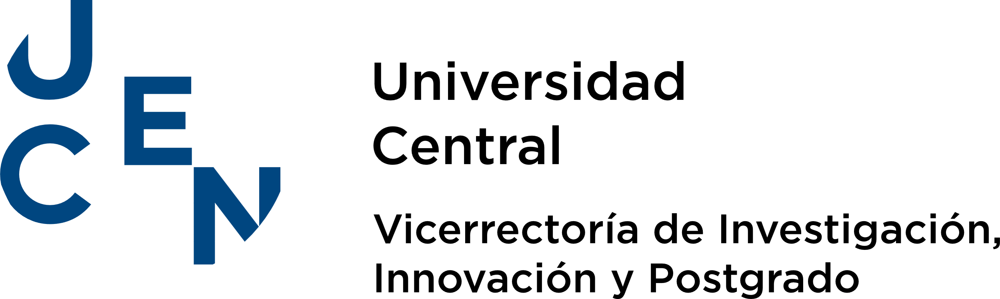 UCEN
Universidad
Central
Vicerrectoría de Investigación,
Innovación y Postgrado